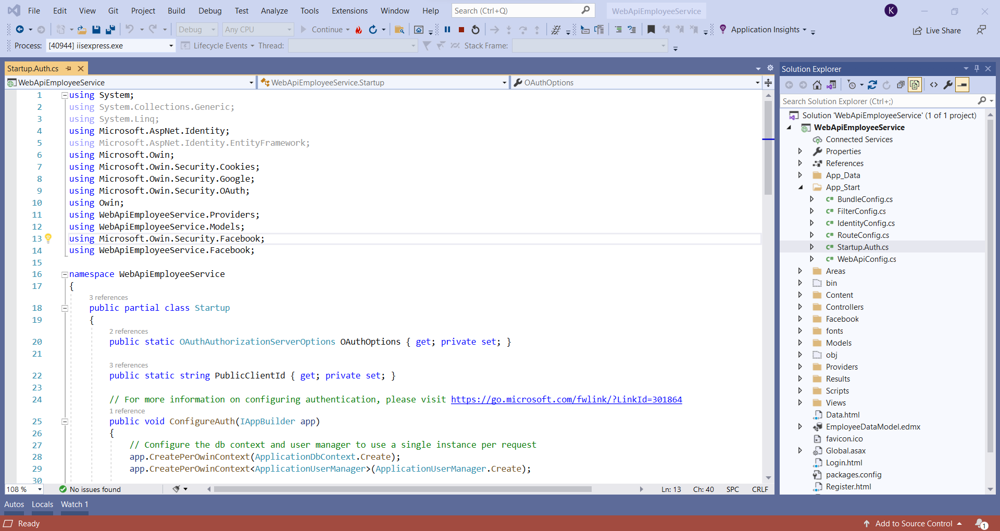 File Edit View Git Project Build Debug Test Analyze Tools Extensions Window Help Search (Ctrl+Q) WebApiEmployeeService K
Debug Any CPU Continue Application Insights Live Share
Process: [40944] iisexpress.exe Lifecycle Events Thread: Stack Frame:
Startup.Auth.cs
WebApiEmployeeService WebApiEmployeeService.Startup OAuthOptions
1 using System;
2 using System.Collections.Generic;
3 using System.Linq;
4 using Microsoft.AspNet.Identity;
5 using Microsoft.AspNet.Identity.EntityFramework;
6 using Microsoft.Owin;
7 using Microsoft.Owin.Security.Cookies;
8 using Microsoft.Owin.Security.Google;
9 using Microsoft.Owin.Security.OAuth;
10 using Owin;
11 using WebApiEmployeeService.Providers;
12 using WebApiEmployeeService.Models;
13 using Microsoft.Owin.Security.Facebook;
14 using WebApiEmployeeService.Facebook;
15
16 namespace WebApiEmployeeService
17 {
3 references
18 public partial class Startup
19 {
2 references
20 public static OAuthAuthorizationServerOptions OAuthOptions { get; private set; }
21
3 references
22 public static string PublicClientId { get; private set; }
23
24 // For more information on configuring authentication, please visit https://go.microsoft.com/fwlink/?LinkId=301864
1 reference
25 public void ConfigureAuth(IAppBuilder app)
26 {
27 // Configure the db context and user manager to use a single instance per request
28 app.CreatePerOwinContext(ApplicationDbContext.Create);
29 app.CreatePerOwinContext<ApplicationUserManager>(ApplicationUserManager.Create);
30
108 % No issues found Ln: 13 Ch: 40 SPC CRLF
Solution Explorer
Search Solution Explorer (Ctrl+;)
Solution 'WebApiEmployeeService' (1 of 1 project)
WebApiEmployeeService
Connected Services
Properties
References
App_Data
App_Start
C# BundleConfig.cs
C# FilterConfig.cs
C# IdentityConfig.cs
C# RouteConfig.cs
C# Startup.Auth.cs
C# WebApiConfig.cs
Areas
bin
Content
Controllers
Facebook
fonts
Models
obj
Providers
Results
Scripts
Views
Data.html
EmployeeDataModel.edmx
favicon.ico
Global.asax
Login.html
packages.config
Register.html
Autos Locals Watch 1
Ready Add to Source Control 1